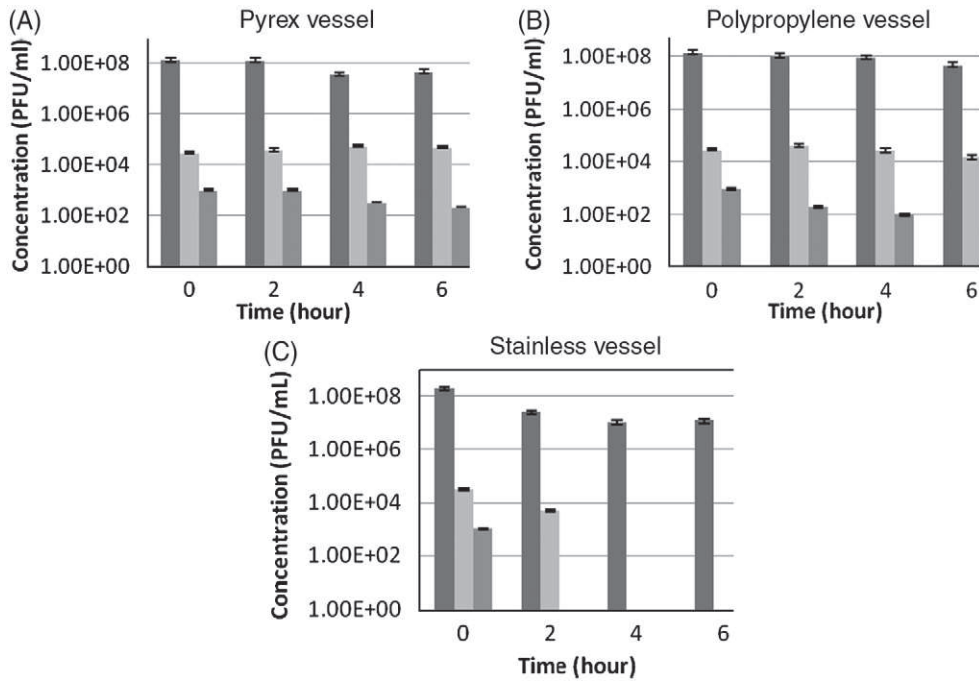 (A) Pyrex vessel
Concentration (PFU/ml)
1.00E+08
1.00E+06
1.00E+04
1.00E+02
1.00E+00
0 2 4 6
Time (hour)
(B) Polypropylene vessel
Concentration (PFU/ml)
1.00E+08
1.00E+06
1.00E+04
1.00E+02
1.00E+00
0 2 4 6
Time (hour)
(C) Stainless vessel
Concentration (PFU/mL)
1.00E+08
1.00E+06
1.00E+04
1.00E+02
1.00E+00
0 2 4 6
Time (hour)